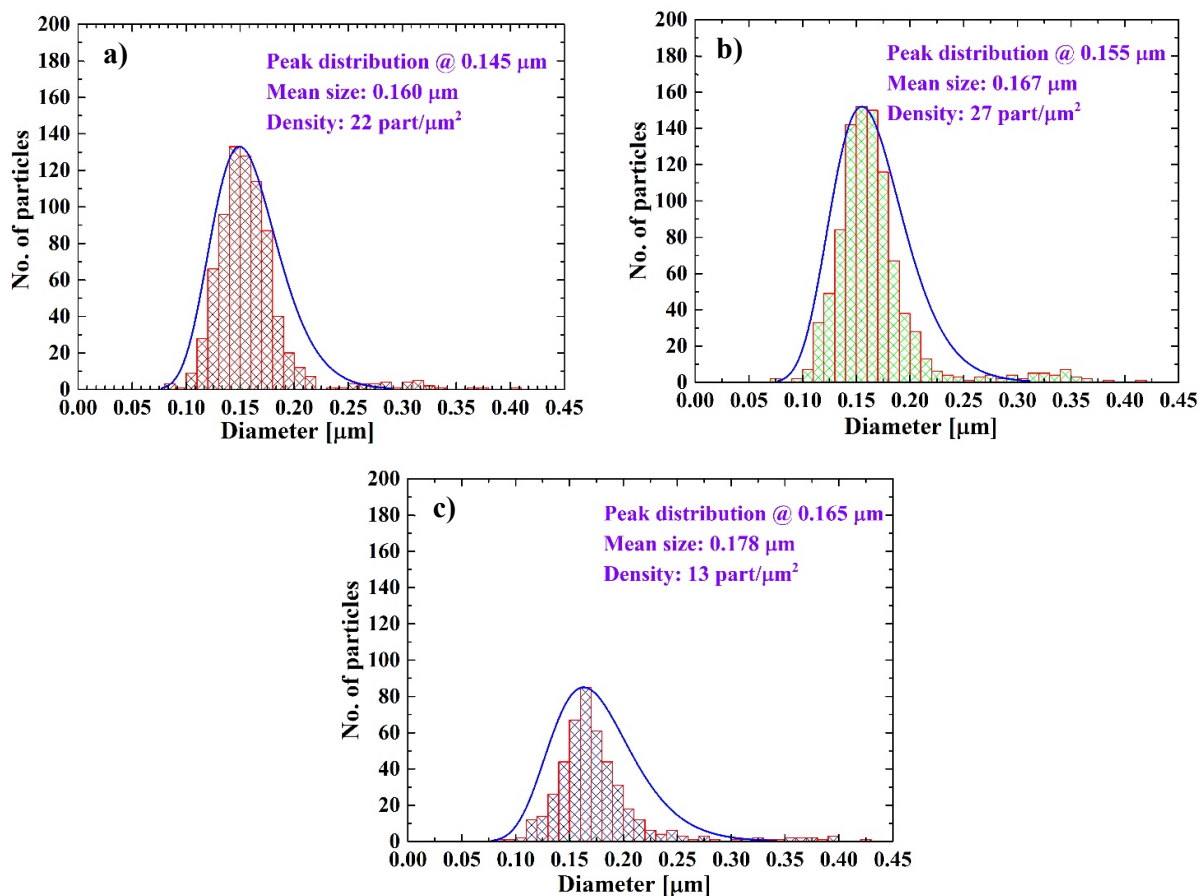 a)
Peak distribution @ 0.145 μm
Mean size: 0.160 μm
Density: 22 part/μm²
No. of particles
200
180
160
140
120
100
80
60
40
20
0
0.00 0.05 0.10 0.15 0.20 0.25 0.30 0.35 0.40 0.45
Diameter [μm]
b)
Peak distribution @ 0.155 μm
Mean size: 0.167 μm
Density: 27 part/μm²
No. of particles
200
180
160
140
120
100
80
60
40
20
0
0.00 0.05 0.10 0.15 0.20 0.25 0.30 0.35 0.40 0.45
Diameter [μm]
c)
Peak distribution @ 0.165 μm
Mean size: 0.178 μm
Density: 13 part/μm²
No. of particles
200
180
160
140
120
100
80
60
40
20
0
0.00 0.05 0.10 0.15 0.20 0.25 0.30 0.35 0.40 0.45
Diameter [μm]